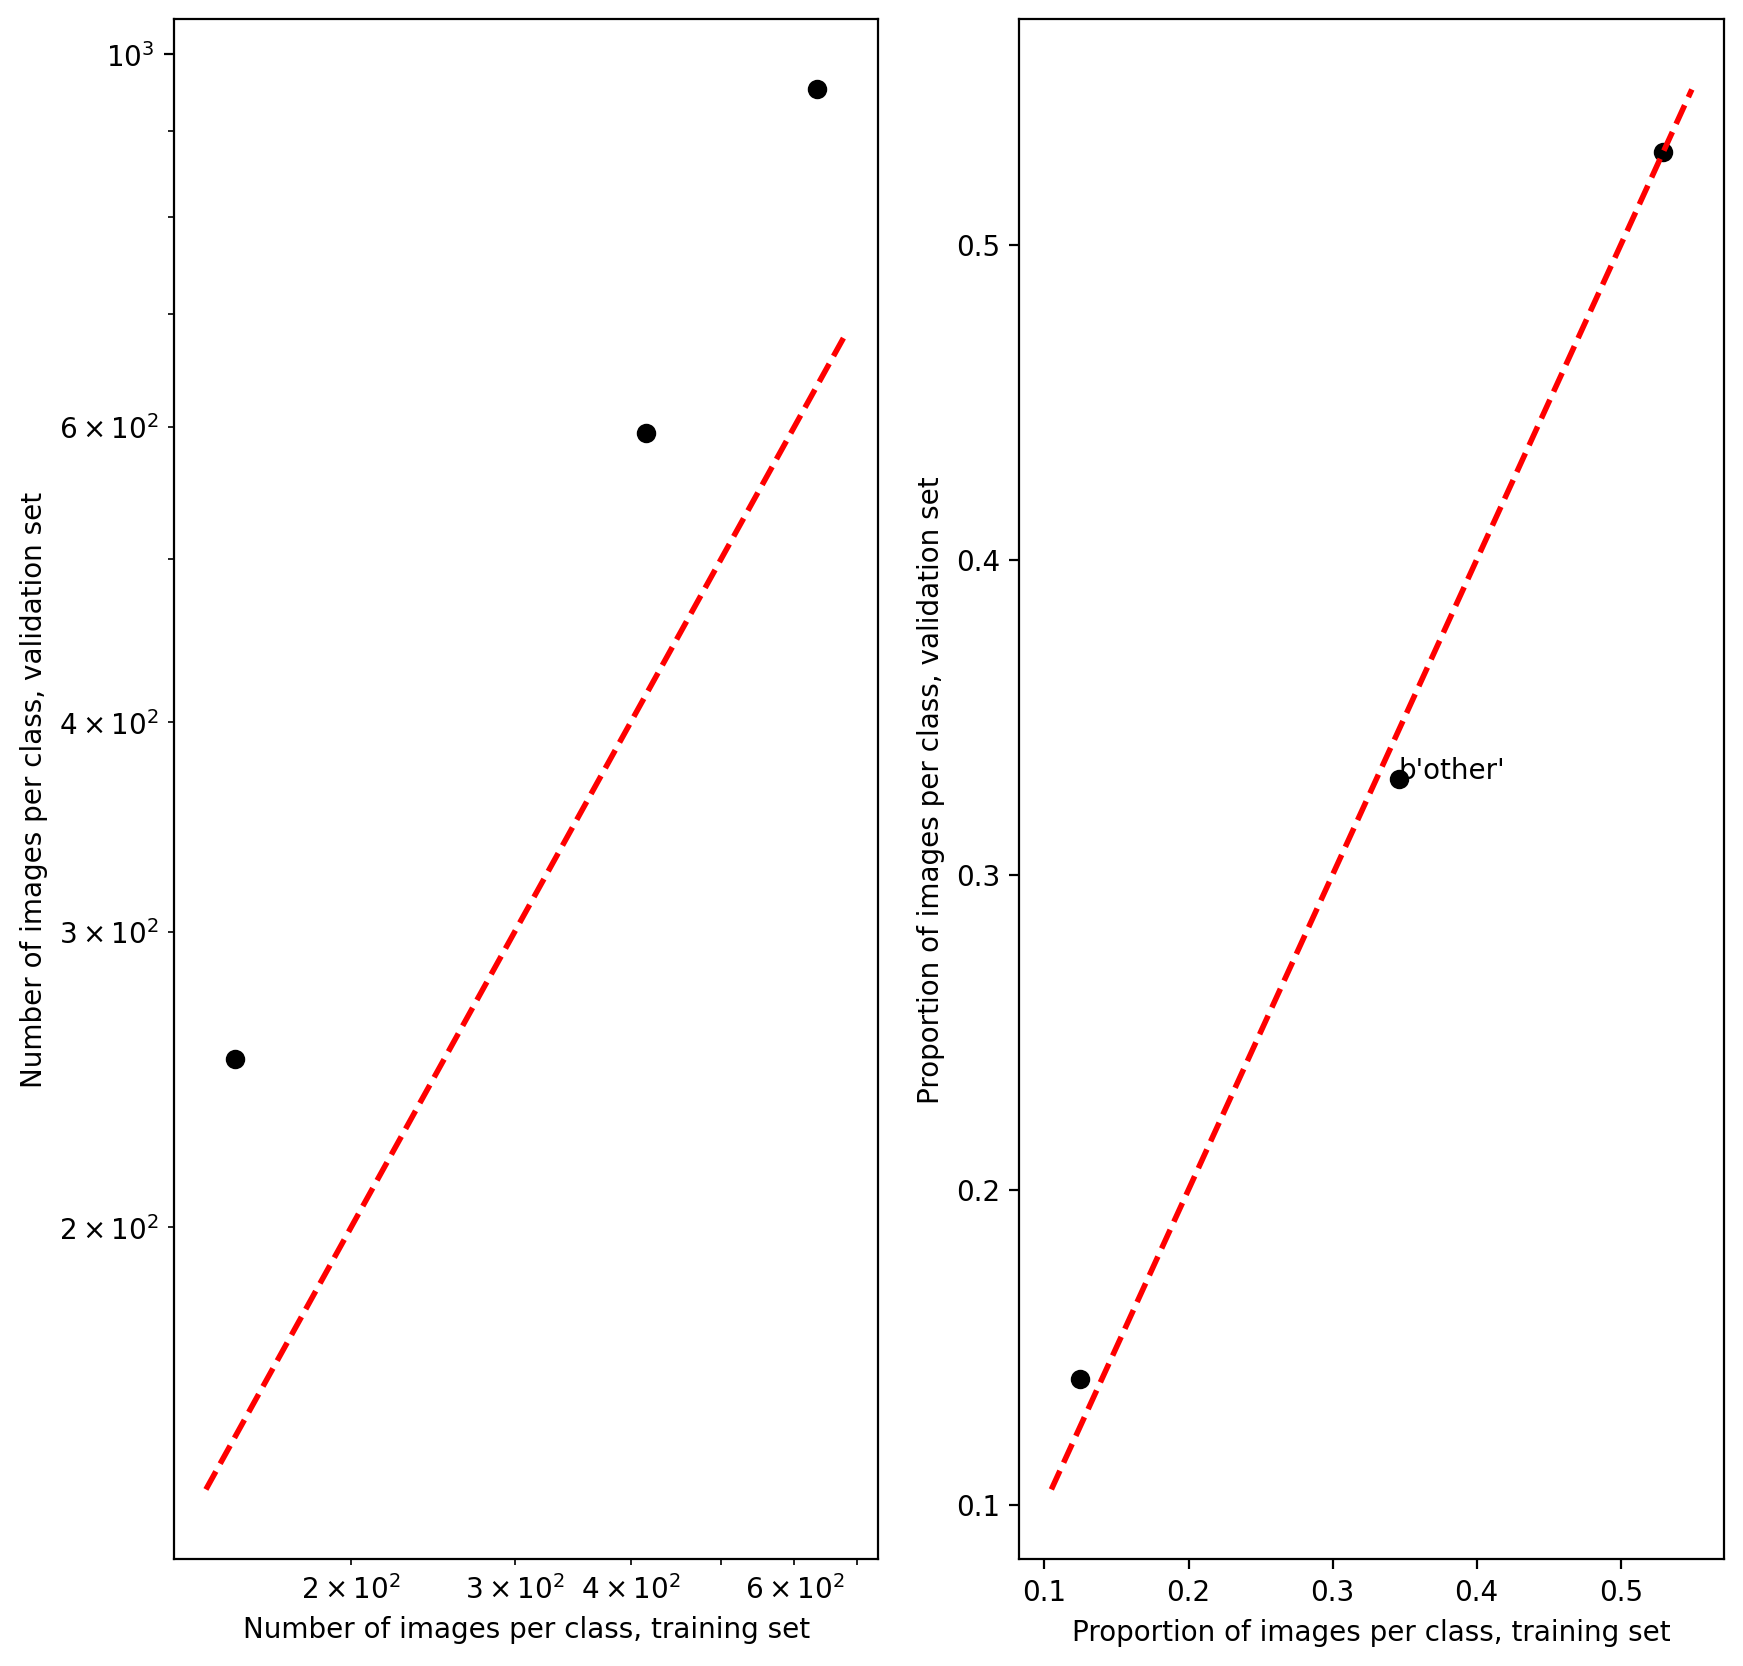 10³
6 × 10²
4 × 10²
3 × 10²
2 × 10²
Number of images per class, validation set
2 × 10² 3 × 10² 4 × 10² 6 × 10²
Number of images per class, training set
0.5
0.4
0.3
0.2
0.1
Proportion of images per class, validation set
b'other'
0.1 0.2 0.3 0.4 0.5
Proportion of images per class, training set